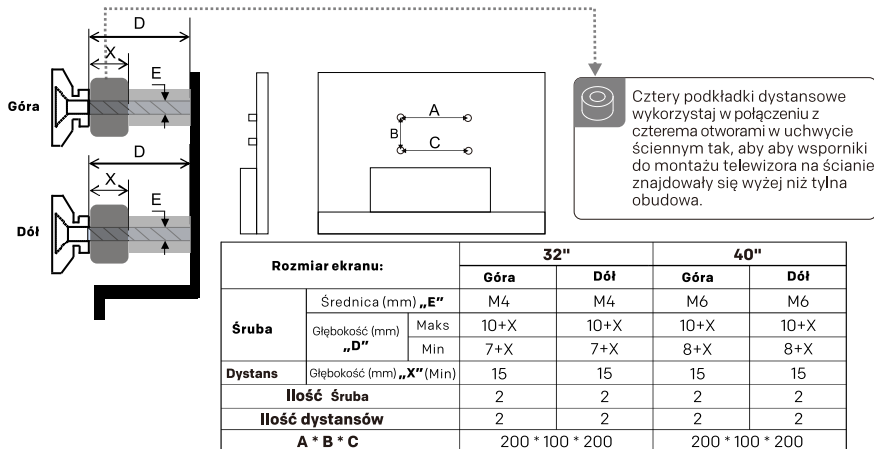 D
X
E
Góra
D
X
E
Dół
A
B
C
Cztery podkładki dystansowe
wykorzystaj w połączeniu z
czterema otworami w uchwycie
ściennym tak, aby aby wsporniki
do montażu telewizora na ścianie
znajdowały się wyżej niż tylna
obudowa.
Rozmiar ekranu: 32" 40"
Góra Dół Góra Dół
Śruba Średnica (mm) „E" M4 M4 M6 M6
Głębokość (mm) „D" Maks 10+X 10+X 10+X 10+X
Min 7+X 7+X 8+X 8+X
Dystans Głębokość (mm) „X" (Min) 15 15 15 15
Ilość Śruba 2 2 2 2
Ilość dystansów 2 2 2 2
A * B * C 200 * 100 * 200 200 * 100 * 200